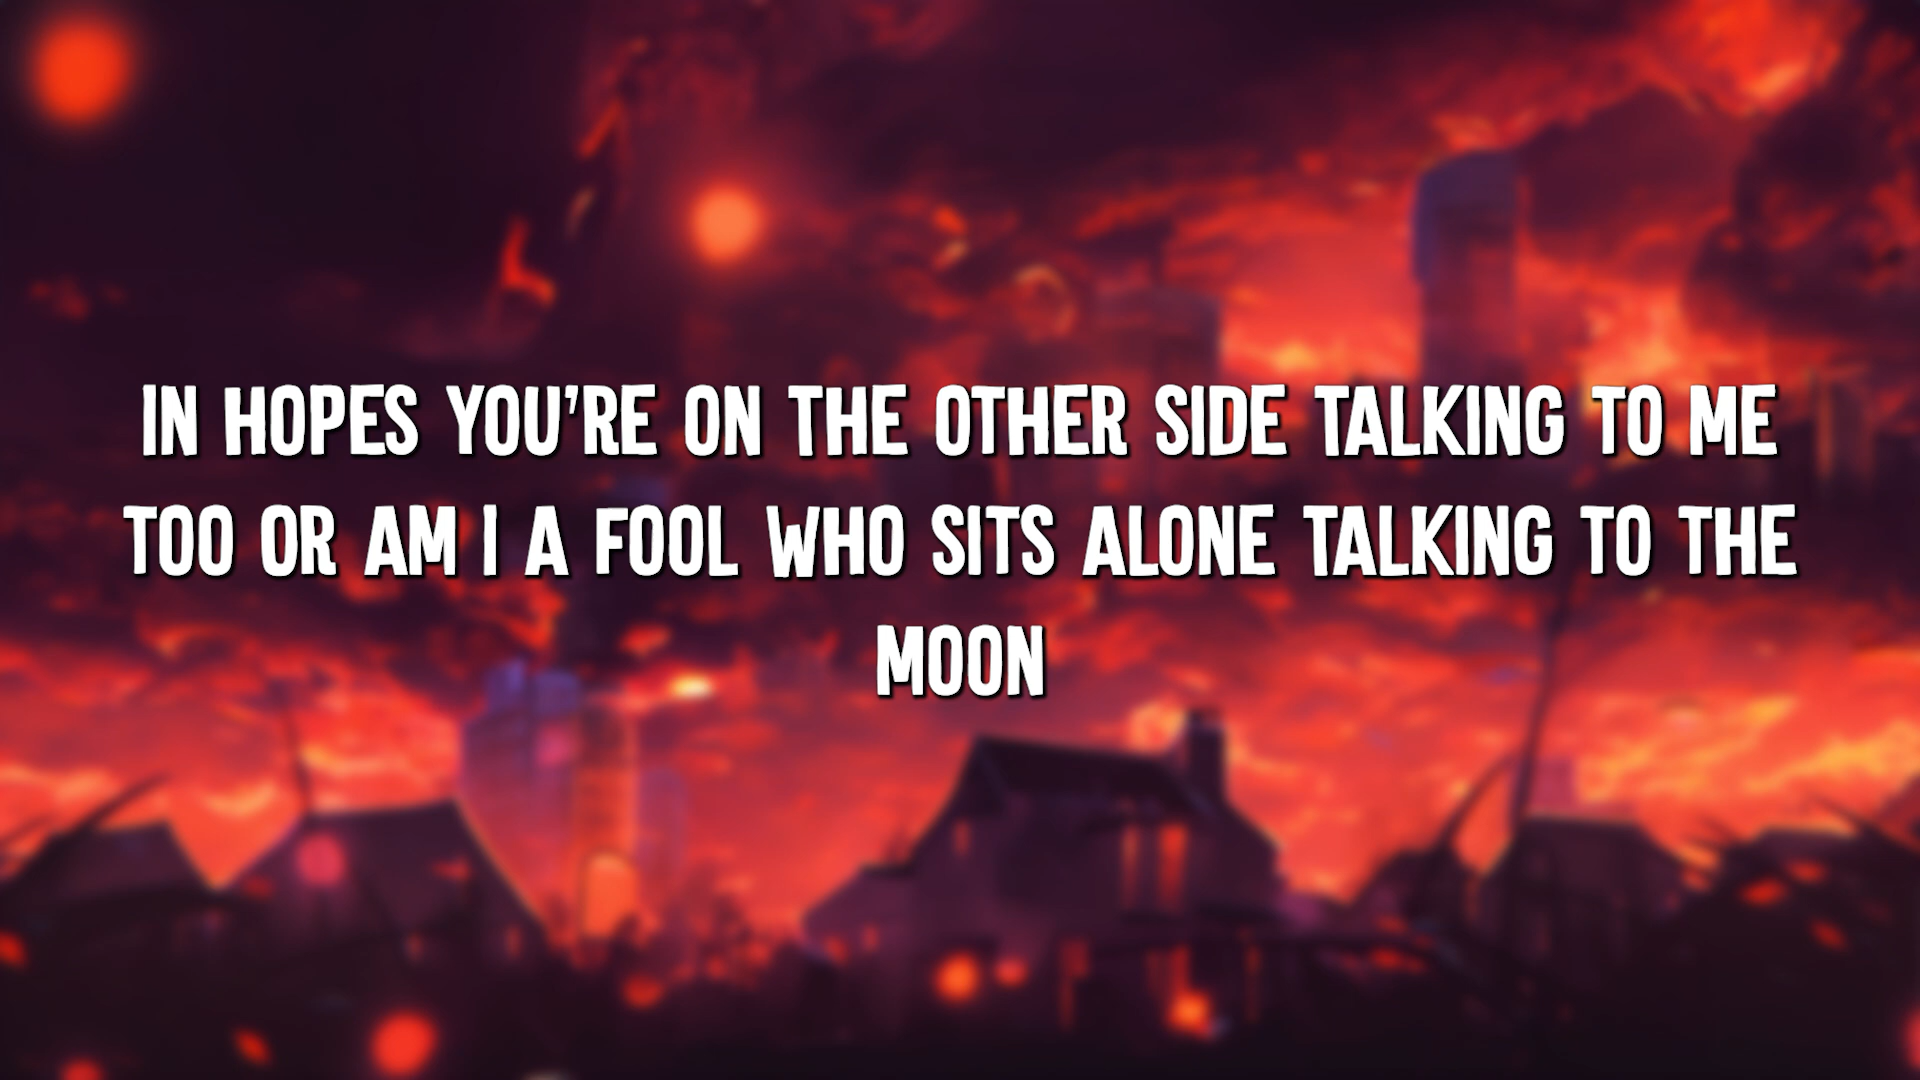 IN HOPES YOU'RE ON THE OTHER SIDE TALKING TO ME
TOO OR AM I A FOOL WHO SITS ALONE TALKING TO THE
MOON